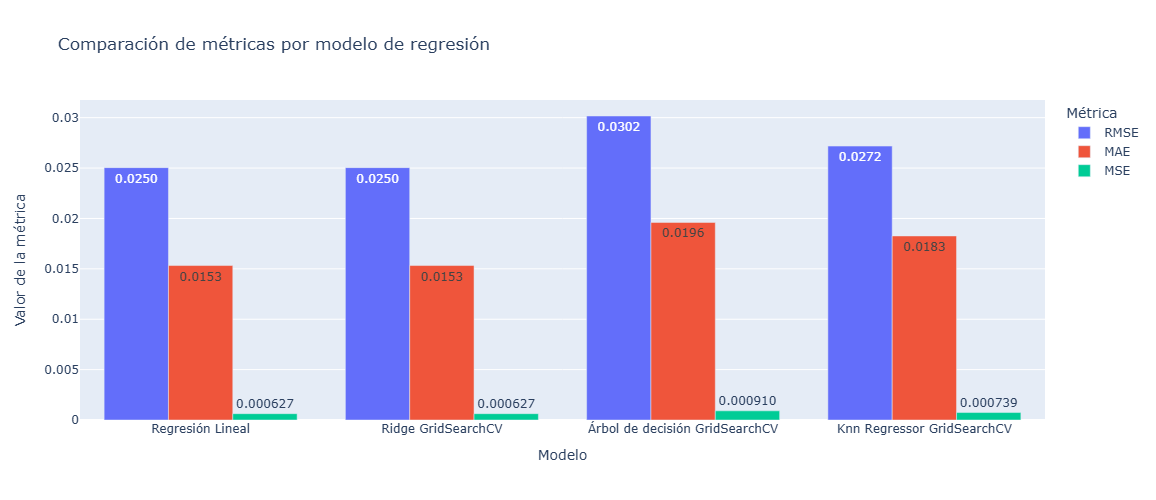 Comparación de métricas por modelo de regresión
Métrica
RMSE
MAE
MSE
Valor de la métrica
0.03
0.025
0.02
0.015
0.01
0.005
0
0.0250
0.0153
0.000627
0.0250
0.0153
0.000627
0.0302
0.0196
0.000910
0.0272
0.0183
0.000739
Regresión Lineal
Ridge GridSearchCV
Árbol de decisión GridSearchCV
Knn Regressor GridSearchCV
Modelo